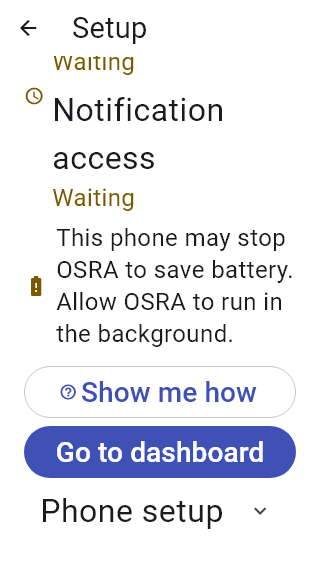 Setup
Waiting
Notification
access
Waiting
This phone may stop
OSRA to save battery.
Allow OSRA to run in
the background.
Show me how
Go to dashboard
Phone setup